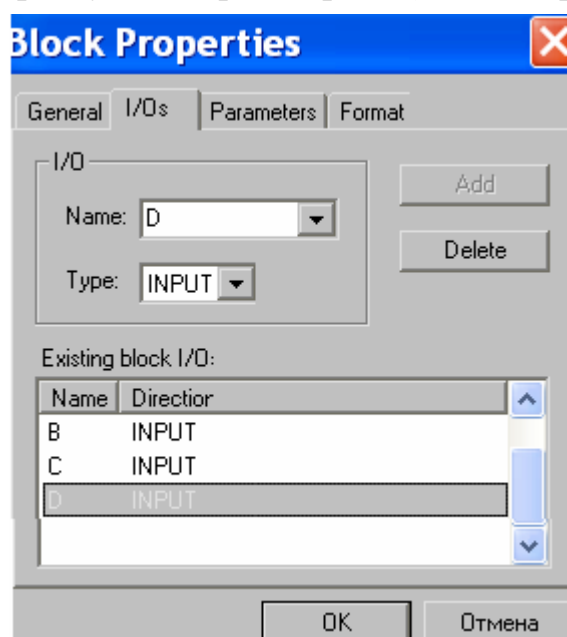 Block Properties
General I/Os Parameters Format
I/O
Add
Name: D
Delete
Type: INPUT
Existing block I/O:
Name Directior
B INPUT
C INPUT
D INPUT
OK Отмена